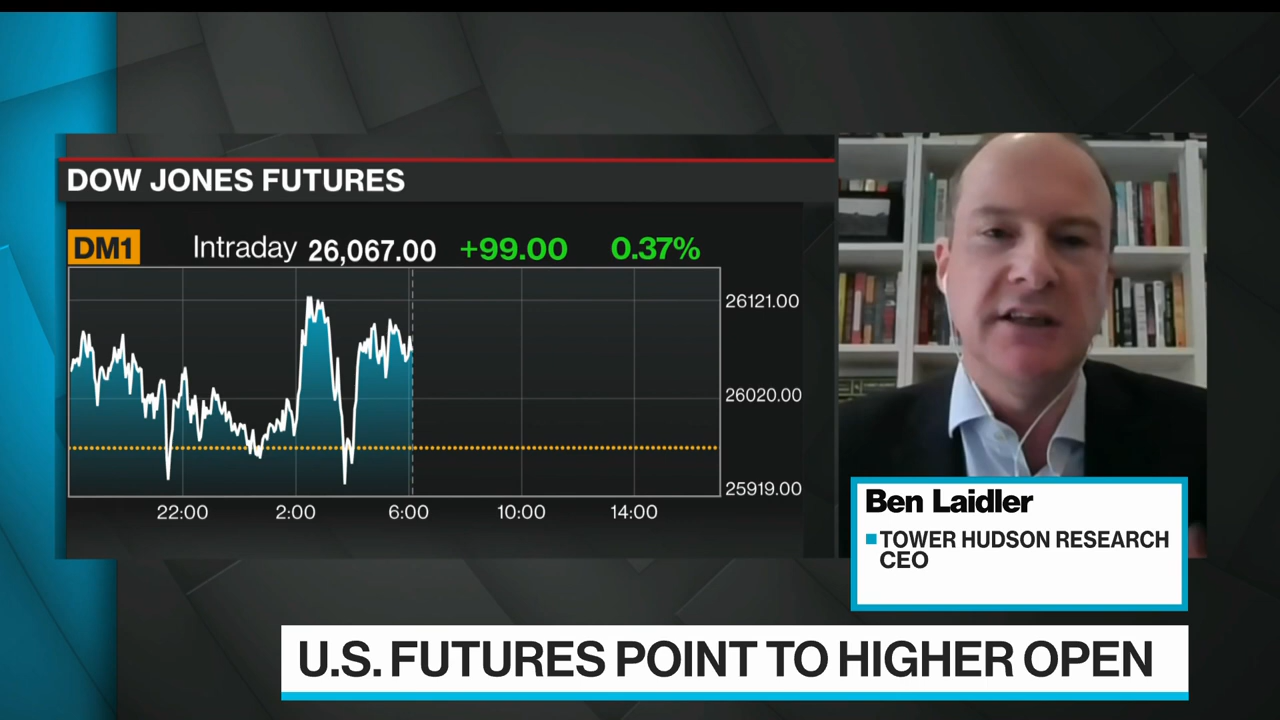 DOW JONES FUTURES
DM1 Intraday 26,067.00 +99.00 0.37%
26121.00
26020.00
25919.00
22:00 2:00 6:00 10:00 14:00
Ben Laidler
TOWER HUDSON RESEARCH
CEO
U.S. FUTURES POINT TO HIGHER OPEN